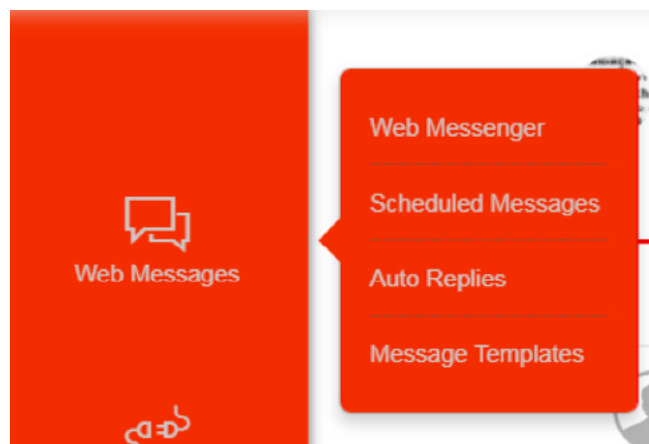 Web Messages
Web Messenger
Scheduled Messages
Auto Replies
Message Templates